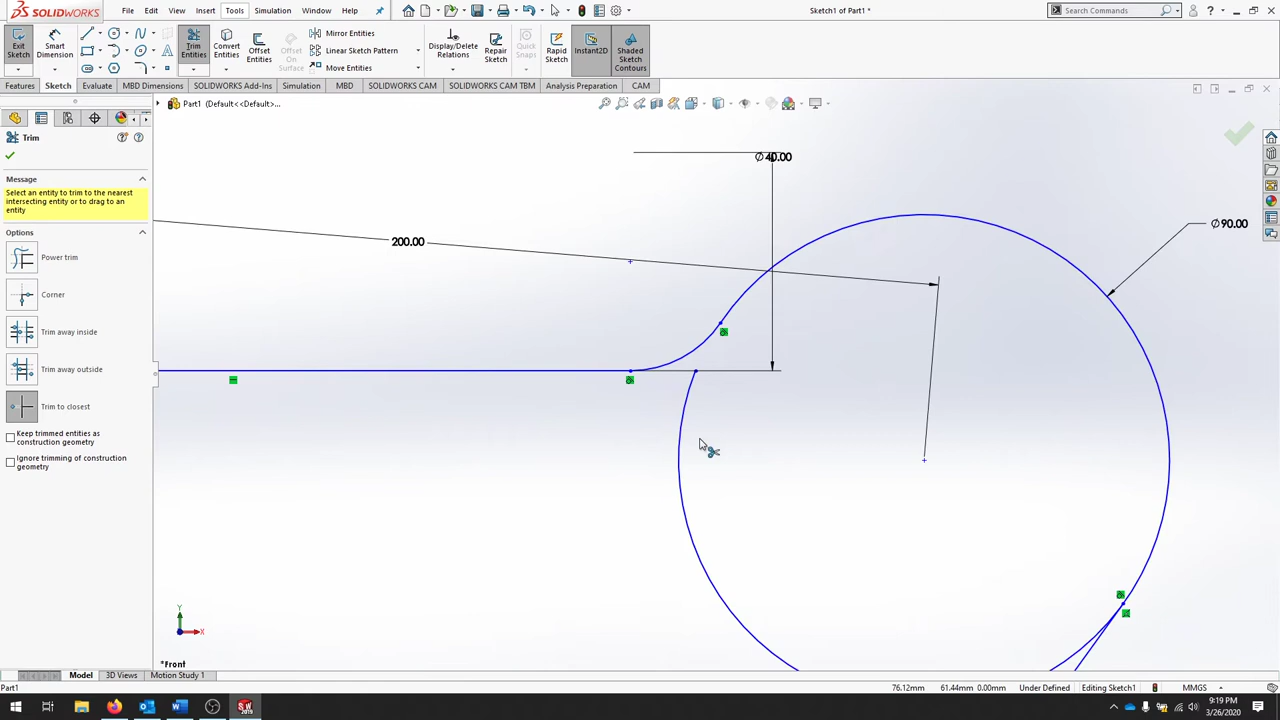 SOLIDWORKS
File Edit View Insert Tools Simulation Window Help
Sketch1 of Part1 *
Search Commands
Exit Sketch
Smart Dimension
Trim Entities
Convert Entities
Offset Entities
Offset On Surface
Mirror Entities
Linear Sketch Pattern
Move Entities
Display/Delete Relations
Repair Sketch
Quick Snaps
Rapid Sketch
Instant2D
Shaded Sketch Contours
Features Sketch Evaluate MBD Dimensions SOLIDWORKS Add-Ins Simulation MBD SOLIDWORKS CAM SOLIDWORKS CAM TBM Analysis Preparation CAM
Part1 (Default<<Default>...
Trim
Message
Select an entity to trim to the nearest
intersecting entity or to drag to an
entity
Options
Power trim
Corner
Trim away inside
Trim away outside
Trim to closest
Keep trimmed entities as
construction geometry
Ignore trimming of construction
geometry
Ø40.00
200.00
Ø90.00
Y
X
*Front
Model 3D Views Motion Study 1
Part1
76.12mm 61.44mm 0.00mm Under Defined Editing Sketch1 MMGS
9:19 PM
3/26/2020